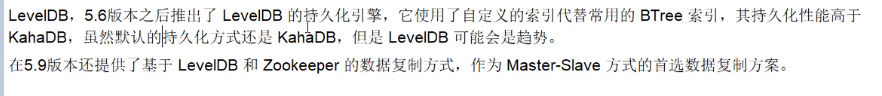 LevelDB，5.6版本之后推出了 LevelDB 的持久化引擎，它使用了自定义的索引代替常用的 BTree 索引，其持久化性能高于
KahaDB，虽然默认的持久化方式还是 KahaDB，但是 LevelDB 可能会是趋势。
在5.9版本还提供了基于 LevelDB 和 Zookeeper 的数据复制方式，作为 Master-Slave 方式的首选数据复制方案。